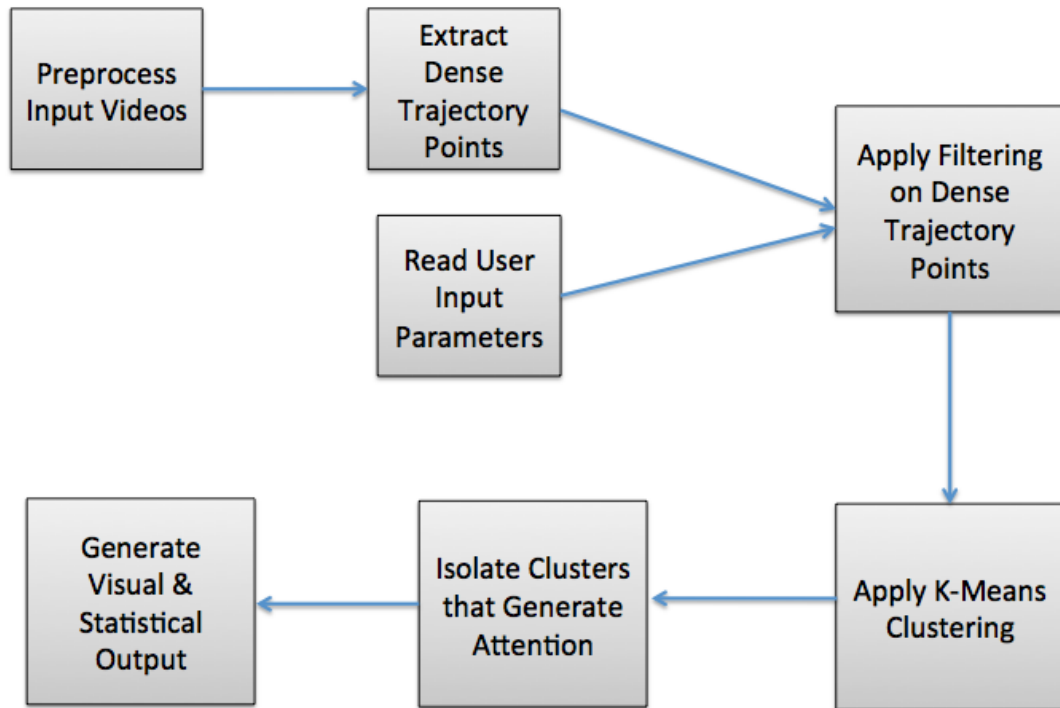 Preprocess
Input Videos
Extract
Dense
Trajectory
Points
Read User
Input
Parameters
Apply Filtering
on Dense
Trajectory
Points
Apply K-Means
Clustering
Isolate Clusters
that Generate
Attention
Generate
Visual &
Statistical
Output